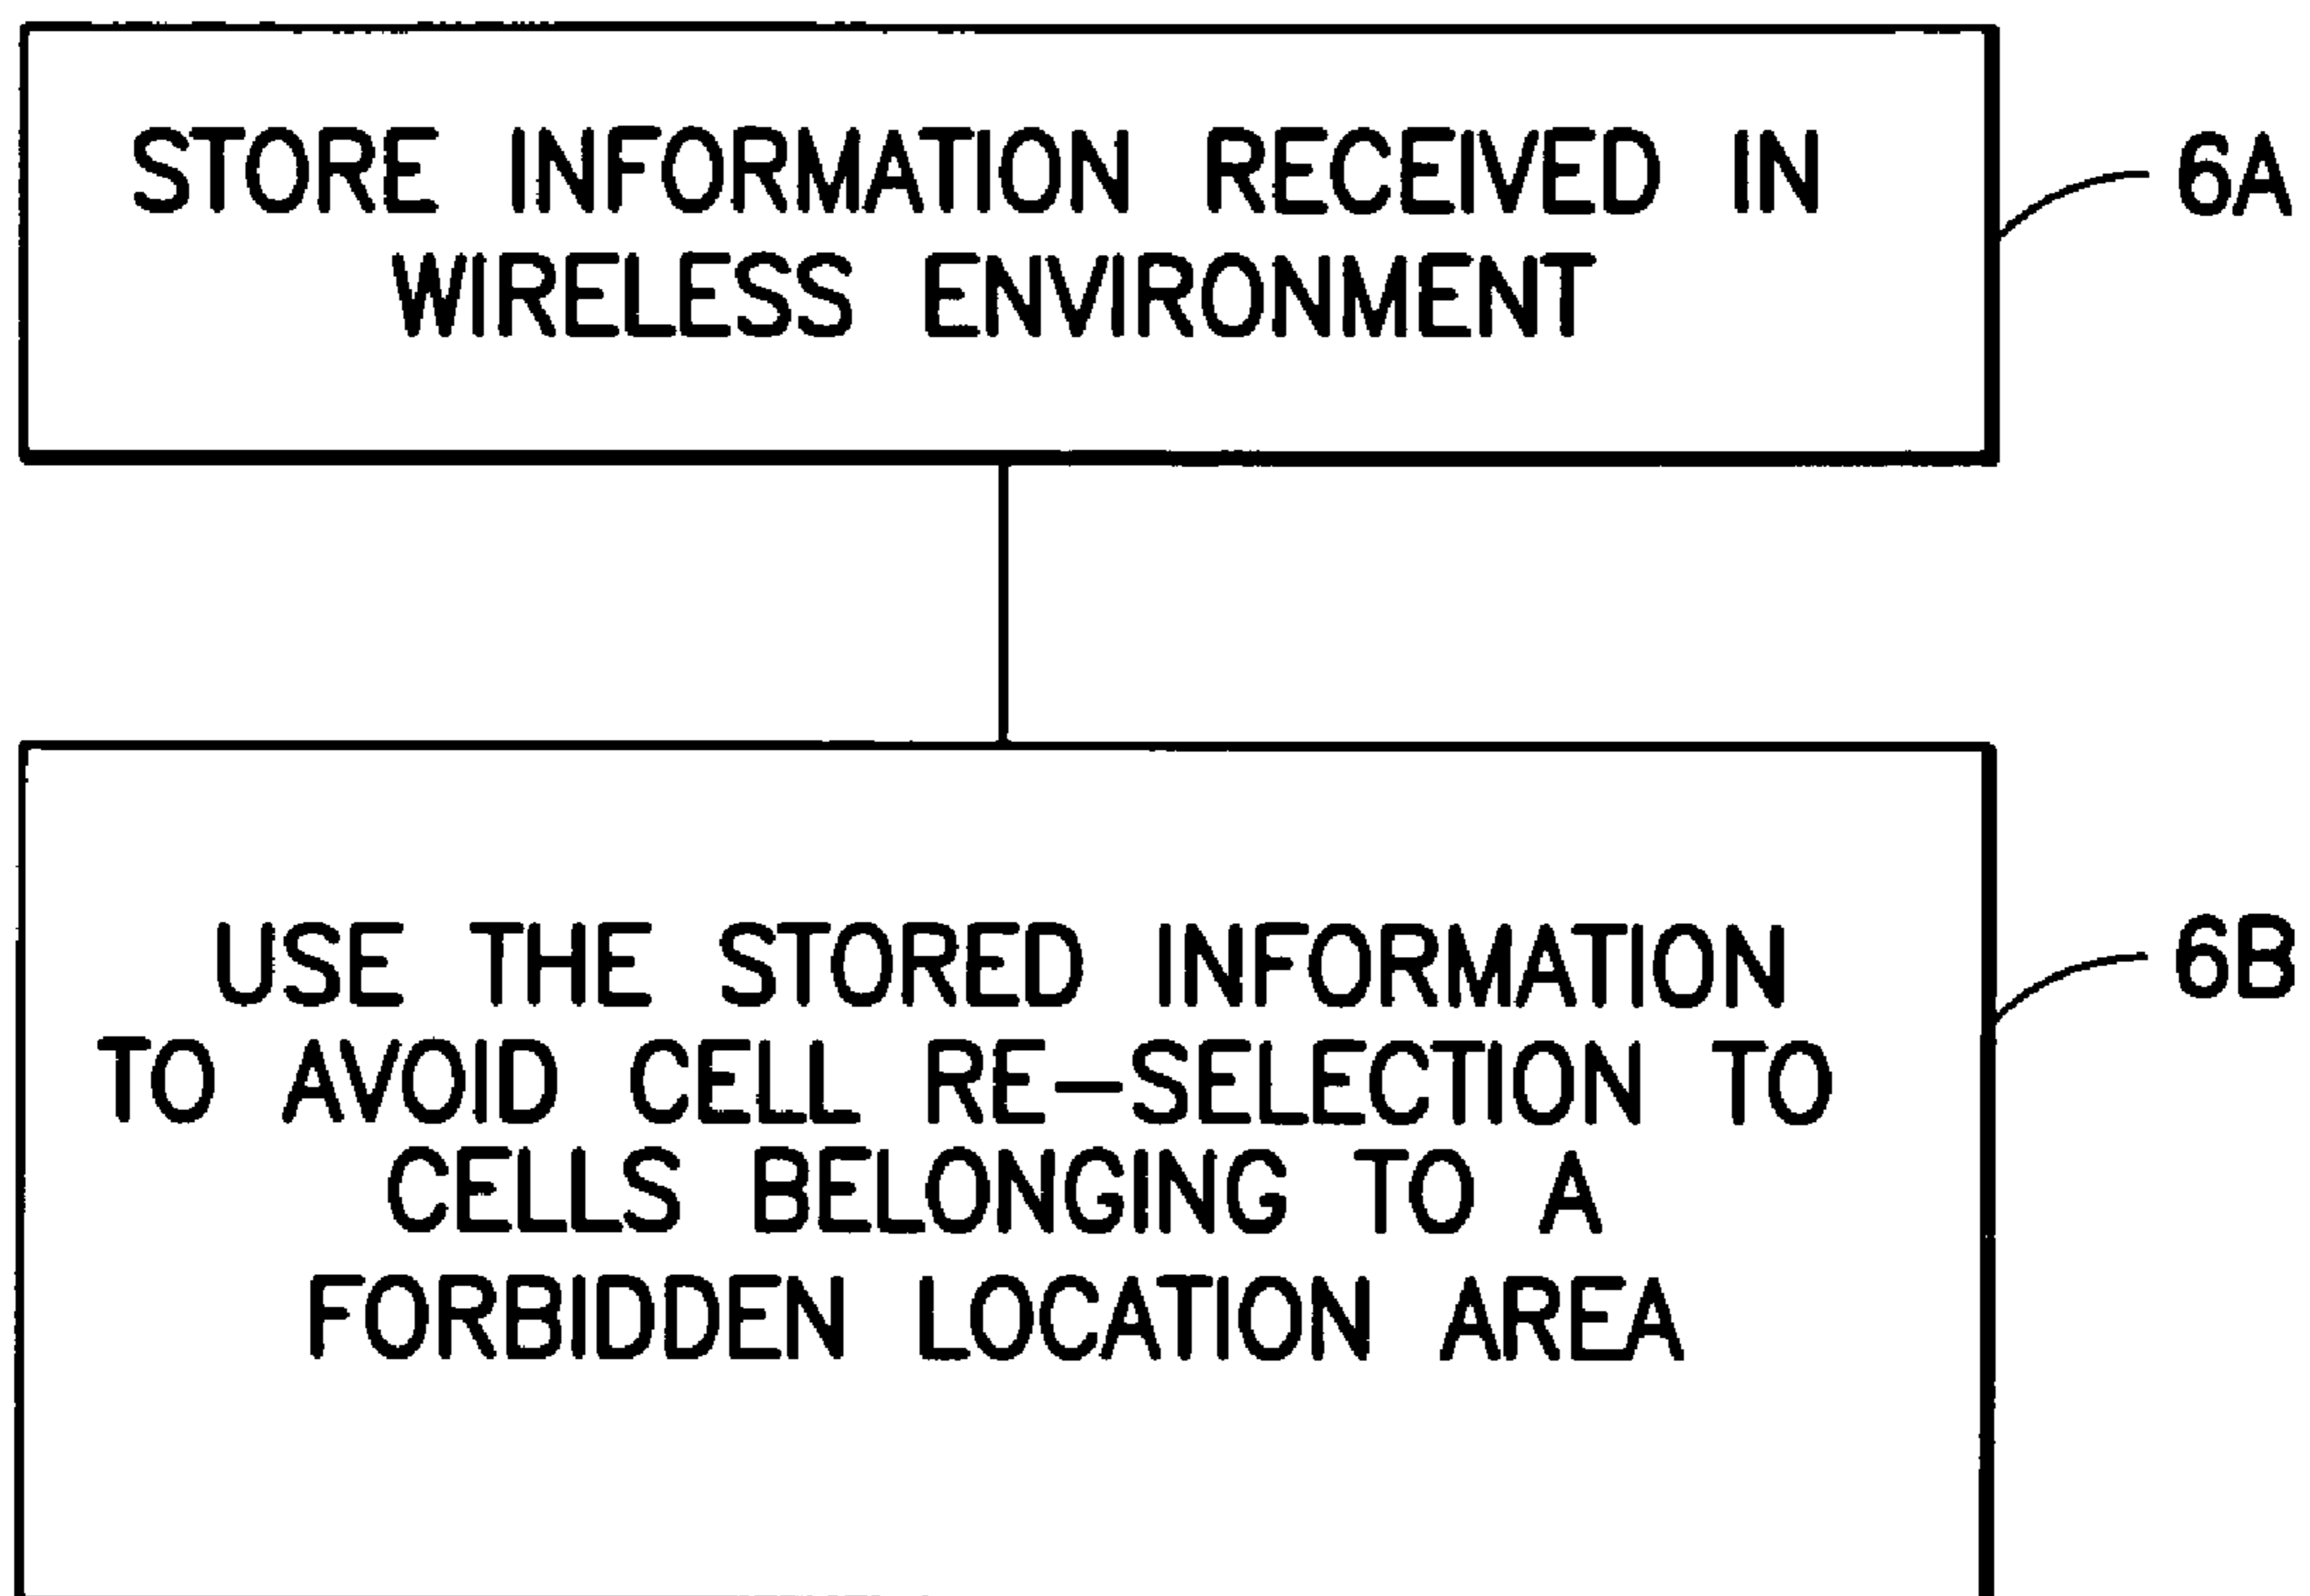 STORE INFORMATION RECEIVED IN
WIRELESS ENVIRONMENT
6A
USE THE STORED INFORMATION
TO AVOID CELL RE-SELECTION TO
CELLS BELONGING TO A
FORBIDDEN LOCATION AREA
6B